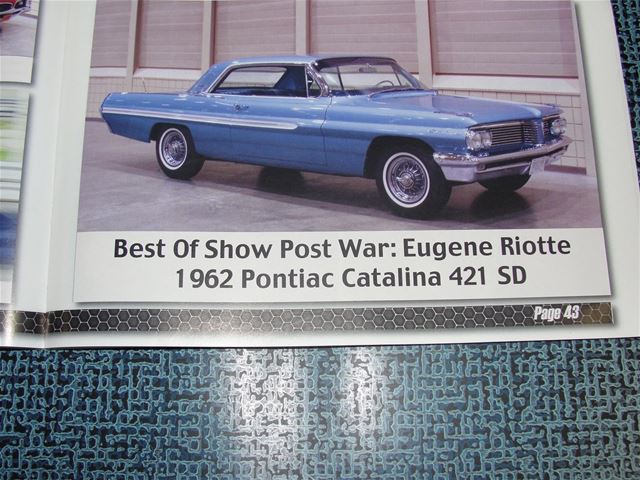 Best Of Show Post War: Eugene Riotte
1962 Pontiac Catalina 421 SD
Page 43